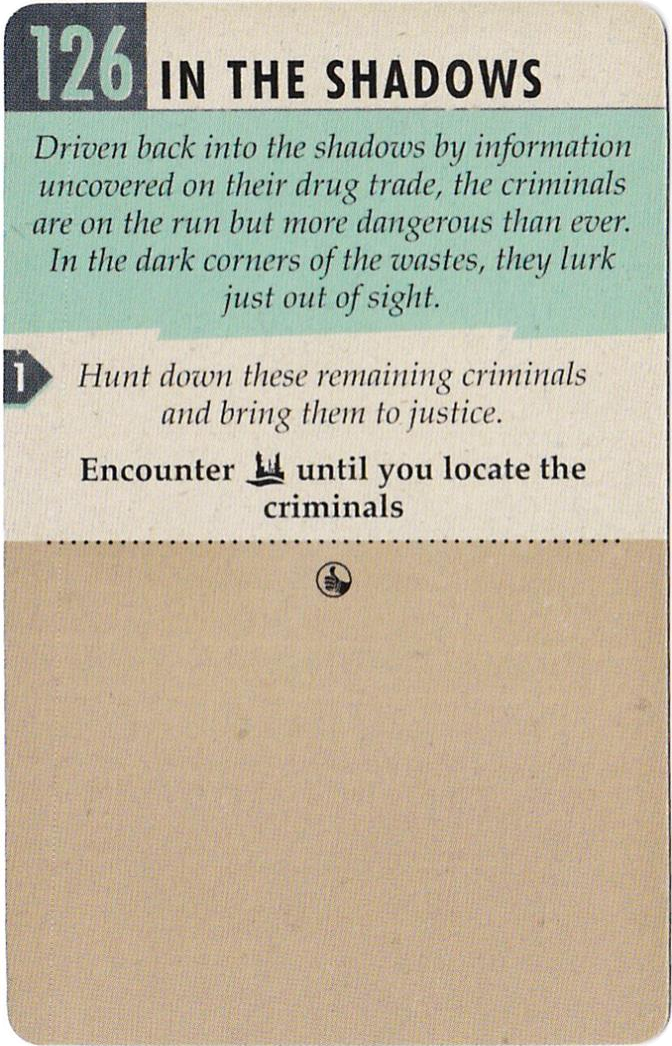 126 IN THE SHADOWS
Driven back into the shadows by information
uncovered on their drug trade, the criminals
are on the run but more dangerous than ever.
In the dark corners of the wastes, they lurk
just out of sight.
1
Hunt down these remaining criminals
and bring them to justice.
Encounter until you locate the
criminals